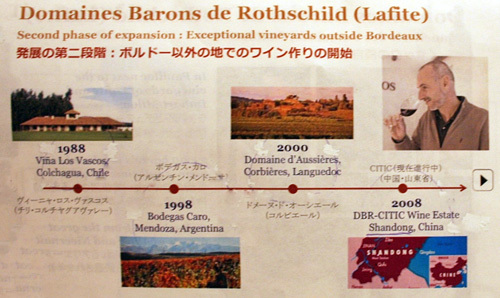 Domaines Barons de Rothschild (Lafite)
Second phase of expansion : Exceptional vineyards outside Bordeaux
発展の第二段階：ボルドー以外の地でのワイン作りの開始
1988
Viña Los Vascos
Colchagua, Chile
ヴィーニャ・ロス・ヴァスコス
(チリ・コルチャグアヴァレー)
ボデガス・カロ
(アルゼンチン・メンドーサ)
1998
Bodegas Caro,
Mendoza, Argentina
2000
Domaine d'Aussières,
Corbières, Languedoc
ドメーヌ・ド・オーシエール
(コルビエール)
CITIC(現在進行中)
(中国・山東省)
2008
DBR-CITIC Wine Estate
Shandong, China
SHANDONG
CHINE